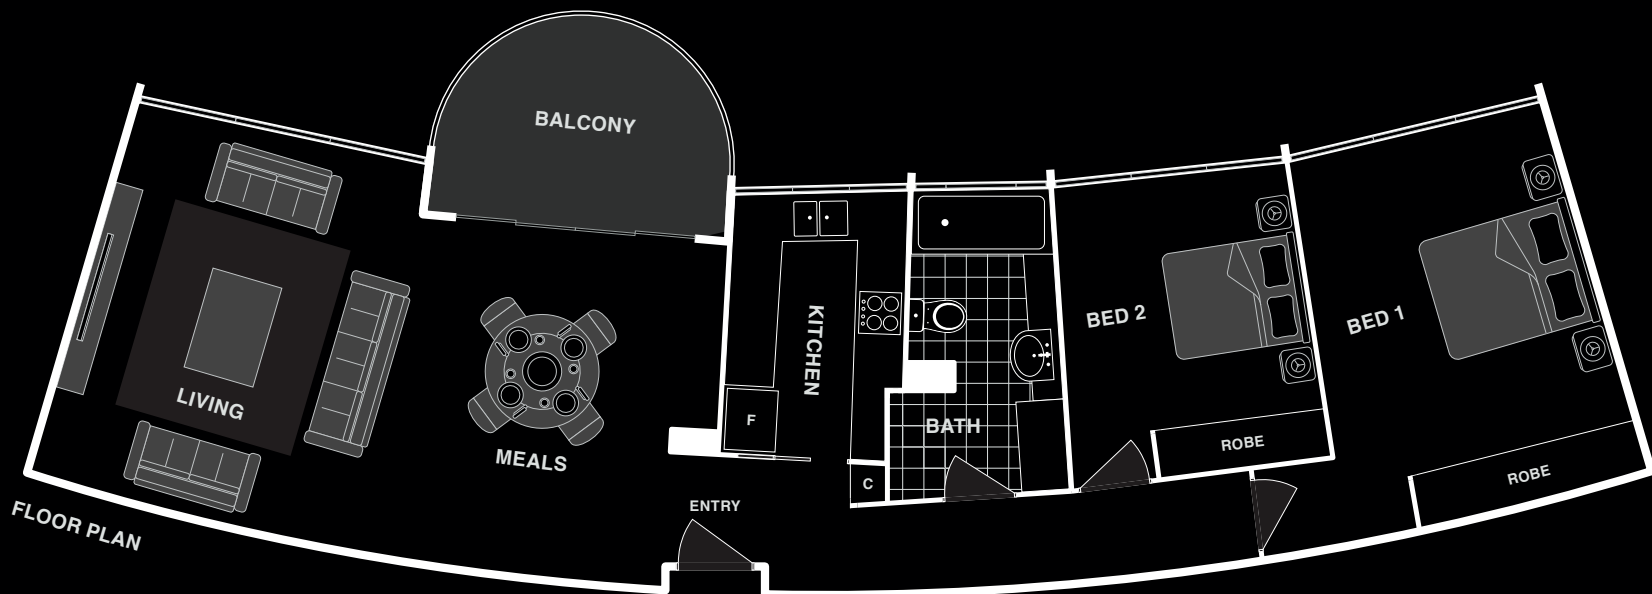 BALCONY
LIVING
MEALS
KITCHEN
F
C
BATH
BED 2
BED 1
ROBE
ROBE
ENTRY
FLOOR PLAN